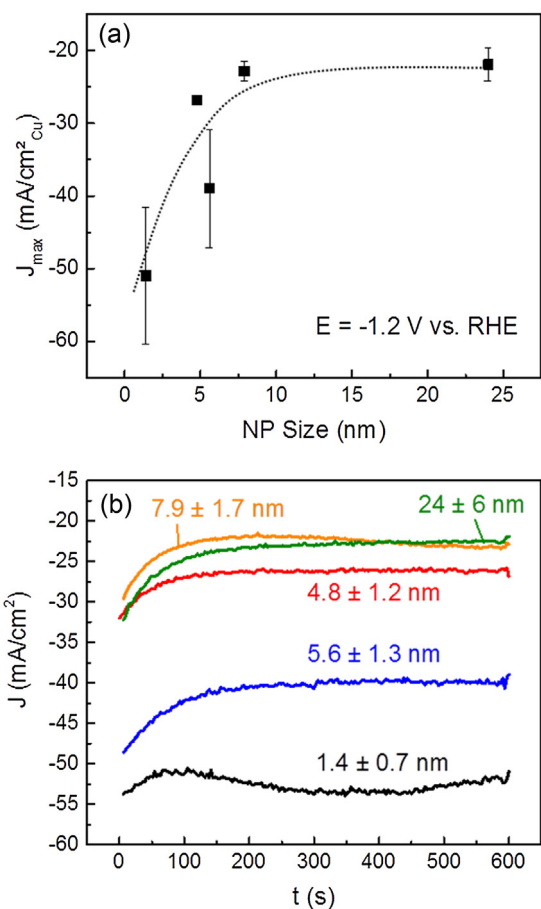 (a)
-20
-30
-40
-50
-60
J_max (mA/cm²_Cu)
E = -1.2 V vs. RHE
0 5 10 15 20 25
NP Size (nm)
(b)
-15
-20
-25
-30
-35
-40
-45
-50
-55
-60
J (mA/cm²)
7.9 ± 1.7 nm
24 ± 6 nm
4.8 ± 1.2 nm
5.6 ± 1.3 nm
1.4 ± 0.7 nm
0 100 200 300 400 500 600
t (s)